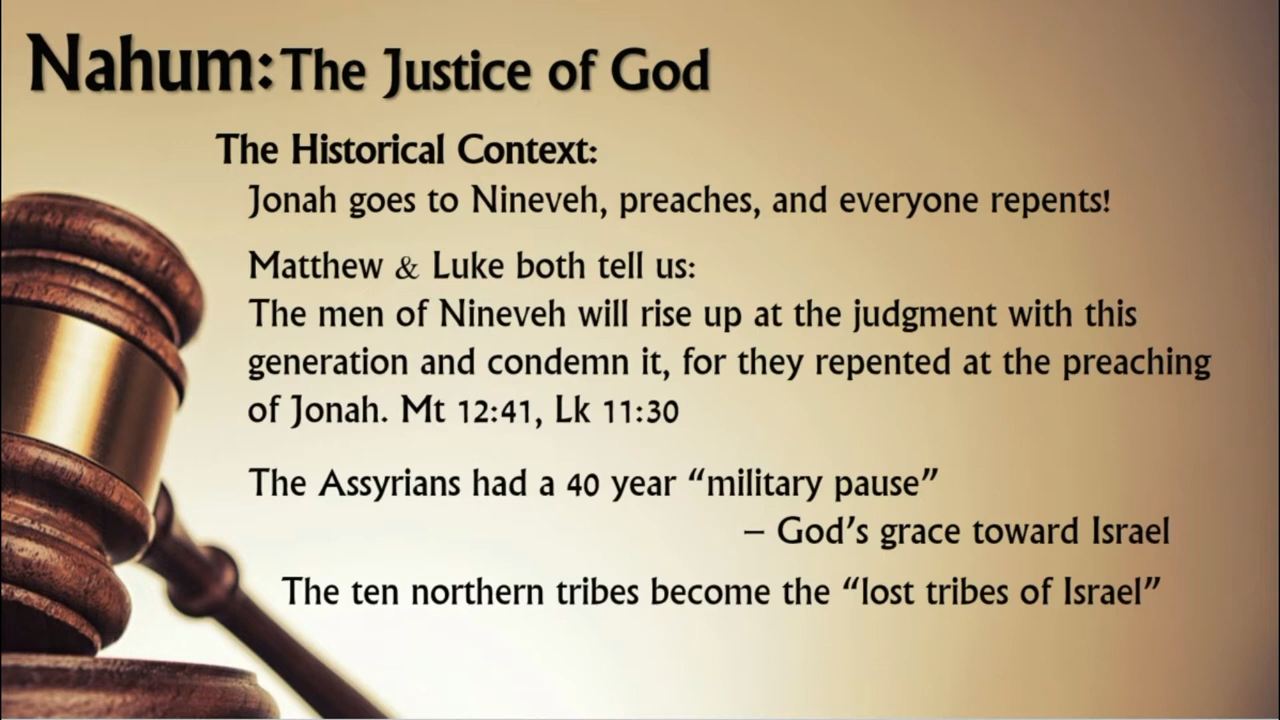 Nahum: The Justice of God
The Historical Context:
Jonah goes to Nineveh, preaches, and everyone repents!
Matthew & Luke both tell us:
The men of Nineveh will rise up at the judgment with this
generation and condemn it, for they repented at the preaching
of Jonah. Mt 12:41, Lk 11:30
The Assyrians had a 40 year “military pause”
– God’s grace toward Israel
The ten northern tribes become the “lost tribes of Israel”